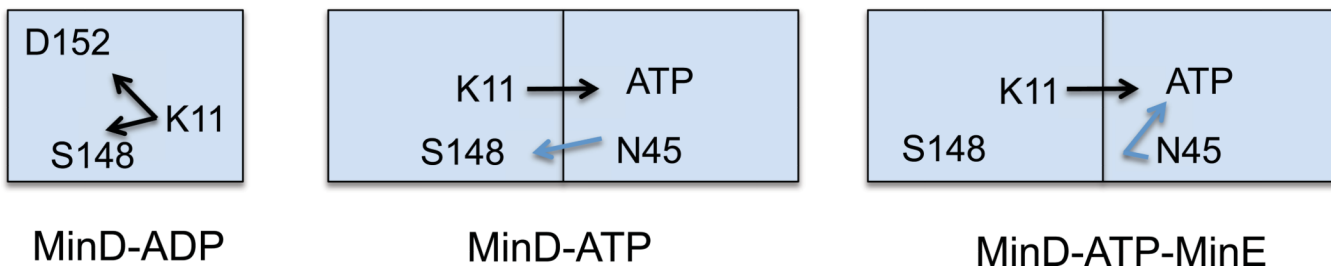 D152
K11
S148
MinD-ADP
K11 ATP
S148 N45
MinD-ATP
K11 ATP
S148 N45
MinD-ATP-MinE